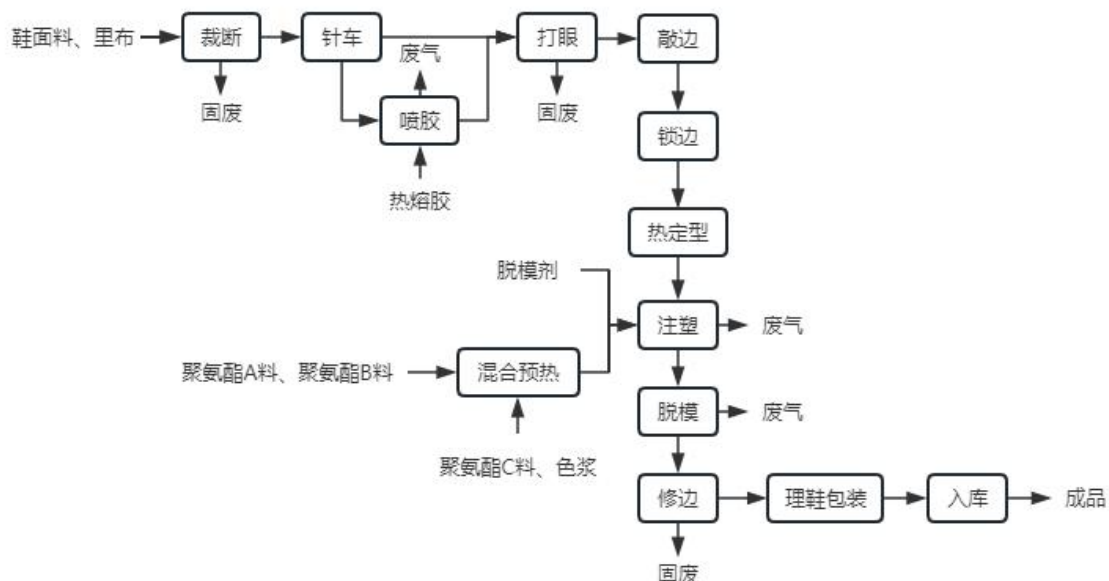 鞋面料、里布
裁断
针车
打眼
敲边
废气
固废
喷胶
固废
锁边
热熔胶
热定型
脱模剂
注塑
废气
聚氨酯A料、聚氨酯B料
混合预热
脱模
废气
聚氨酯C料、色浆
修边
理鞋包装
入库
成品
固废